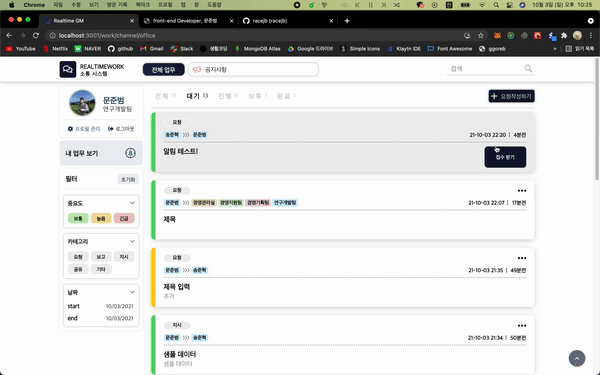 Chrome 파일 수정 보기 방문 기록 북마크 프로필 탭 창 도움말 10월 3일 (일) 오후 10:25
Realtime GM front-end Developer, 문준범 racejb (racejb)
localhost:3001/work/channel/office
YouTube Netflix NAVER github Gmail Slack 생활코딩 MongoDB Atlas Google 드라이브 Simple Icons Klaytn IDE Font Awesome ggoreb 읽기 목록
REALTIMEWORK
소통 시스템
전체 업무
공지사항
검색
문준범
연구개발팀
프로필 관리 로그아웃
내 업무 보기
필터 초기화
중요도
보통 높음 긴급
카테고리
요청 보고 지시
공유 기타
날짜
start 10/03/2021
end 10/03/2021
전체 대기 13 진행 보류 완료
요청작성하기
요청
송준혁 문준범 21-10-03 22:20 | 4분전
알림 테스트!
접수 받기
요청
문준범 경영관리실 경영지원팀 경영기획팀 연구개발팀 21-10-03 22:07 | 17분전
제목
요청
문준범 송준혁 21-10-03 21:35 | 49분전
제목 입력
추가
지시
문준범 송준혁 21-10-03 21:34 | 50분전
샘플 데이터
샘플 데이터